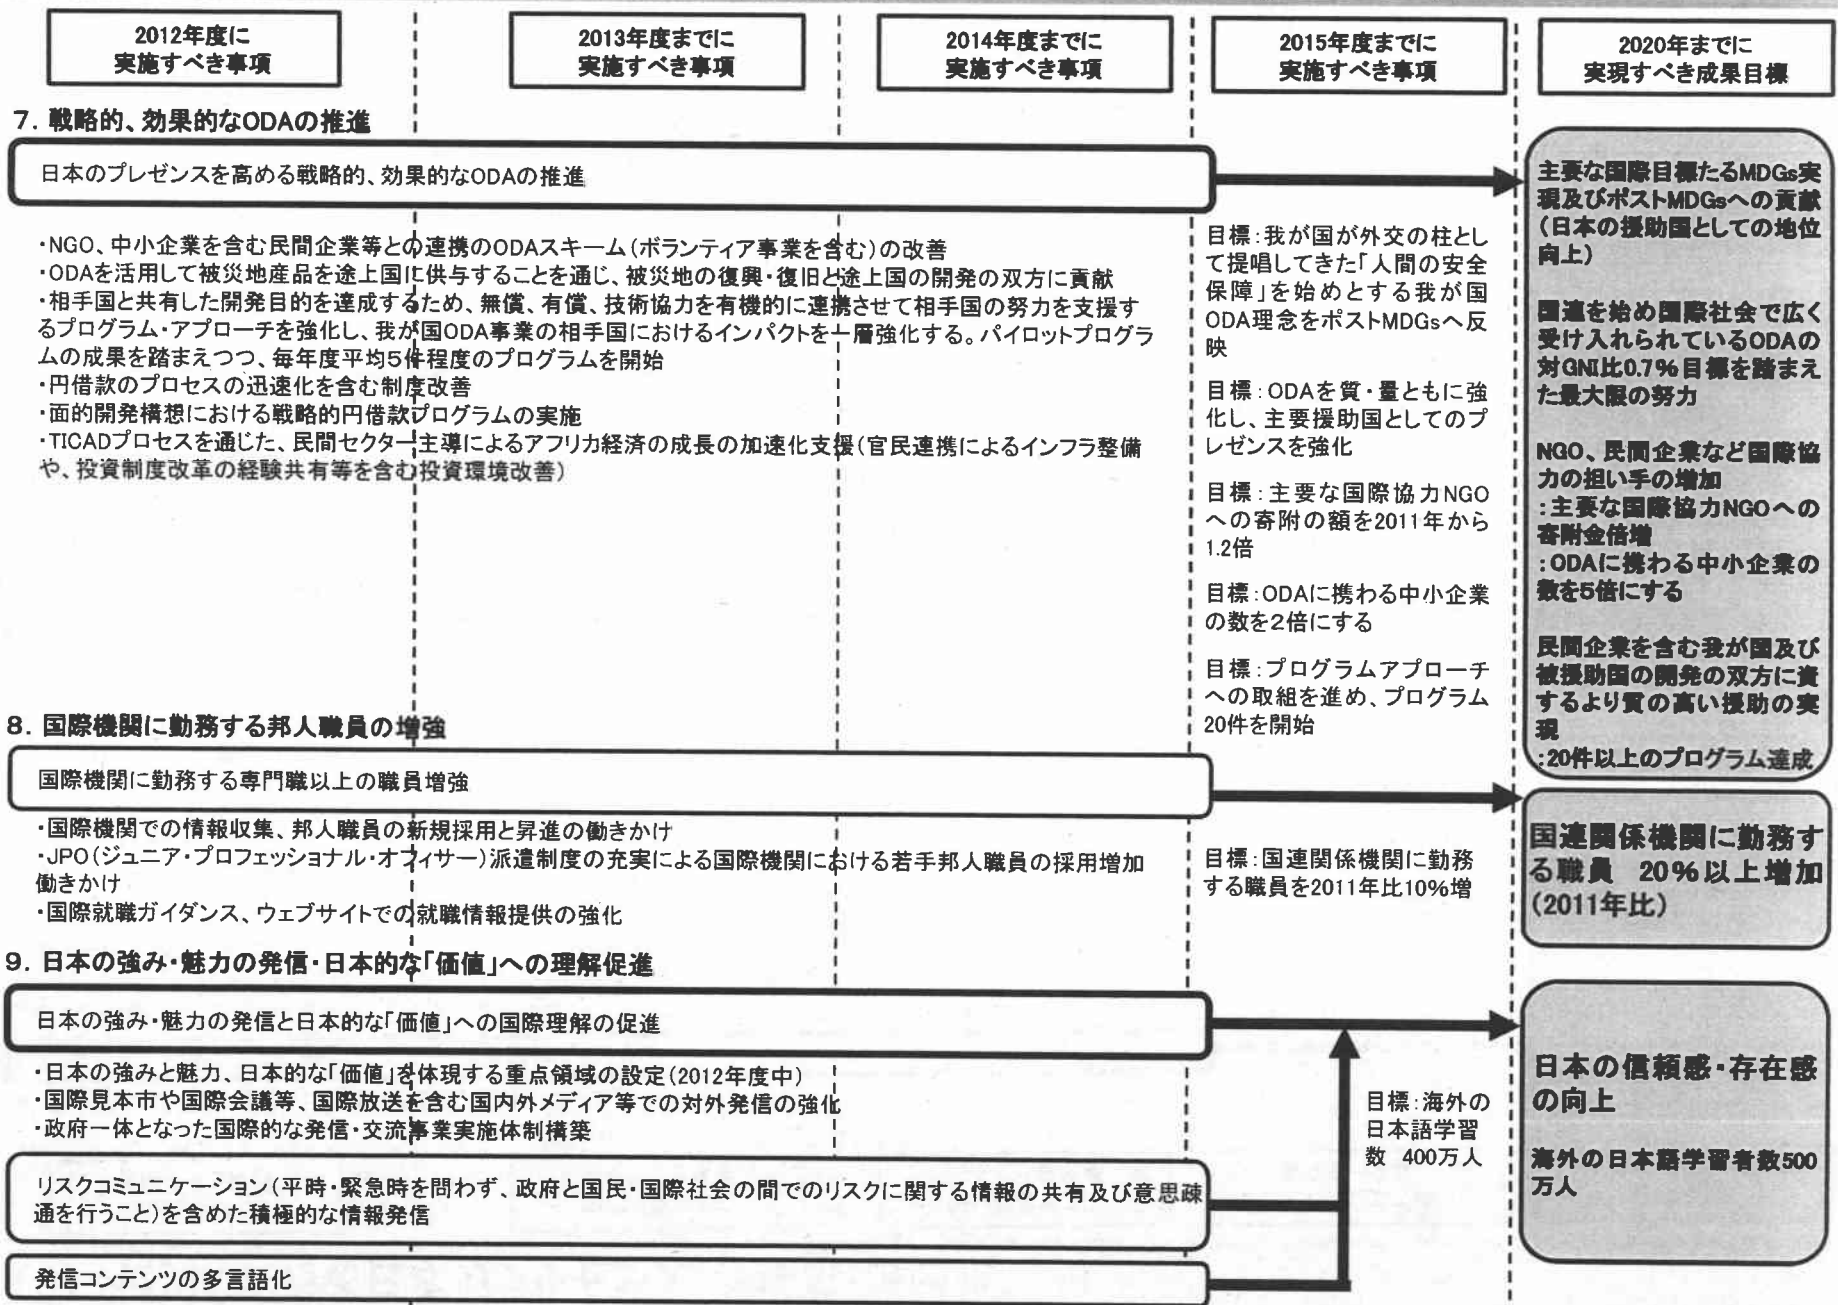 2012年度に
実施すべき事項
2013年度までに
実施すべき事項
2014年度までに
実施すべき事項
2015年度までに
実施すべき事項
2020年までに
実現すべき成果目標
7. 戦略的、効果的なODAの推進
日本のプレゼンスを高める戦略的、効果的なODAの推進
・NGO、中小企業を含む民間企業等との連携のODAスキーム(ボランティア事業を含む)の改善
・ODAを活用して被災地産品を途上国に供与することを通じ、被災地の復興・復旧と途上国の開発の双方に貢献
・相手国と共有した開発目的を達成するため、無償、有償、技術協力を有機的に連携させて相手国の努力を支援す
るプログラム・アプローチを強化し、我が国ODA事業の相手国におけるインパクトを一層強化する。パイロットプログラ
ムの成果を踏まえつつ、毎年度平均5件程度のプログラムを開始
・円借款のプロセスの迅速化を含む制度改善
・面的開発構想における戦略的円借款プログラムの実施
・TICADプロセスを通じた、民間セクター主導によるアフリカ経済の成長の加速化支援(官民連携によるインフラ整備
や、投資制度改革の経験共有等を含む投資環境改善)
目標:我が国が外交の柱とし
て提唱してきた「人間の安全
保障」を始めとする我が国
ODA理念をポストMDGsへ反
映
目標:ODAを質・量ともに強
化し、主要援助国としてのプ
レゼンスを強化
目標:主要な国際協力NGO
への寄附の額を2011年から
1.2倍
目標:ODAに携わる中小企業
の数を2倍にする
目標:プログラムアプローチ
への取組を進め、プログラム
20件を開始
主要な国際目標たるMDGs実
現及びポストMDGsへの貢献
(日本の援助国としての地位
向上)
国連を始め国際社会で広く
受け入れられているODAの
対GNI比0.7%目標を踏まえ
た最大限の努力
NGO、民間企業など国際協
力の担い手の増加
:主要な国際協力NGOへの
寄附金倍増
:ODAに携わる中小企業の
数を5倍にする
民間企業を含む我が国及び
被援助国の開発の双方に資
するより質の高い援助の実
現
:20件以上のプログラム達成
8. 国際機関に勤務する邦人職員の増強
国際機関に勤務する専門職以上の職員増強
・国際機関での情報収集、邦人職員の新規採用と昇進の働きかけ
・JPO(ジュニア・プロフェッショナル・オフィサー)派遣制度の充実による国際機関における若手邦人職員の採用増加
働きかけ
・国際就職ガイダンス、ウェブサイトでの就職情報提供の強化
目標:国連関係機関に勤務
する職員を2011年比10%増
国連関係機関に勤務す
る職員 20%以上増加
(2011年比)
9. 日本の強み・魅力の発信・日本的な「価値」への理解促進
日本の強み・魅力の発信と日本的な「価値」への国際理解の促進
・日本の強みと魅力、日本的な「価値」を体現する重点領域の設定(2012年度中)
・国際見本市や国際会議等、国際放送を含む国内外メディア等での対外発信の強化
・政府一体となった国際的な発信・交流事業実施体制構築
目標:海外の
日本語学習
数 400万人
リスクコミュニケーション(平時・緊急時を問わず、政府と国民・国際社会の間でのリスクに関する情報の共有及び意思疎
通を行うこと)を含めた積極的な情報発信
発信コンテンツの多言語化
日本の信頼感・存在感
の向上
海外の日本語学習者数500
万人